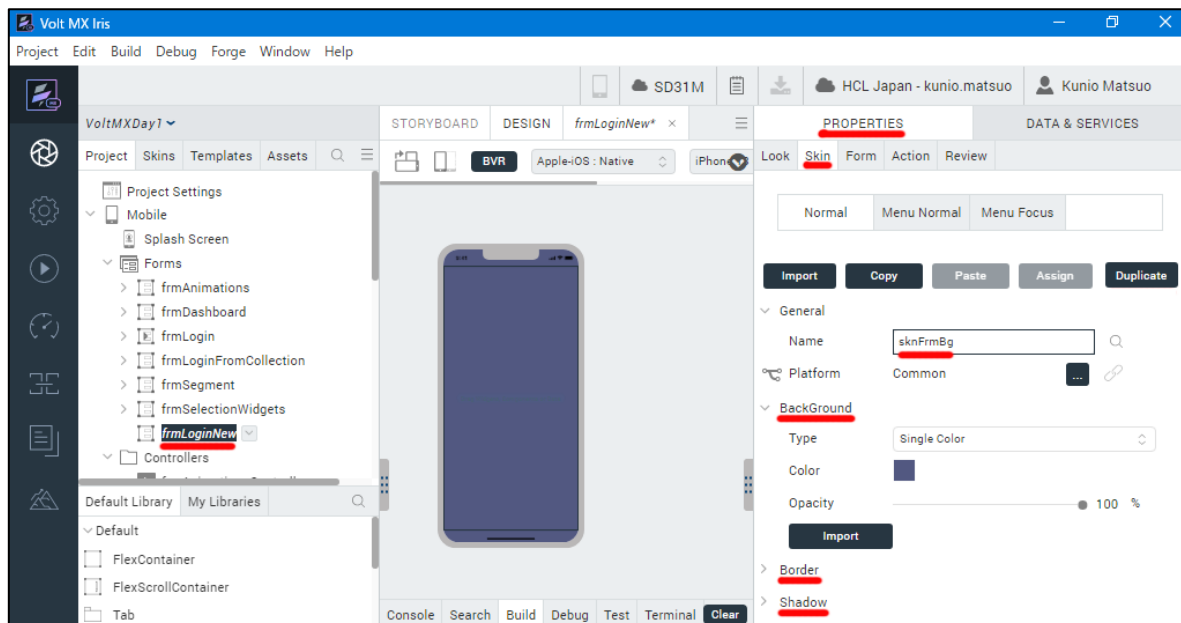 Volt MX Iris
Project Edit Build Debug Forge Window Help
SD31M HCL Japan - kunio.matsuo Kunio Matsuo
VoltMXDay1
STORYBOARD DESIGN frmLoginNew* ×
PROPERTIES DATA & SERVICES
Project Skins Templates Assets
BVR Apple-iOS : Native
Look Skin Form Action Review
Project Settings
Mobile
Splash Screen
Forms
frmAnimations
frmDashboard
frmLogin
frmLoginFromCollection
frmSegment
frmSelectionWidgets
frmLoginNew
Controllers
Default Library My Libraries
Default
FlexContainer
FlexScrollContainer
Tab
Console Search Build Debug Test Terminal Clear
Normal Menu Normal Menu Focus
Import Copy Paste Assign Duplicate
General
Name sknFrmBg
Platform Common ...
BackGround
Type Single Color
Color
Opacity 100 %
Import
Border
Shadow